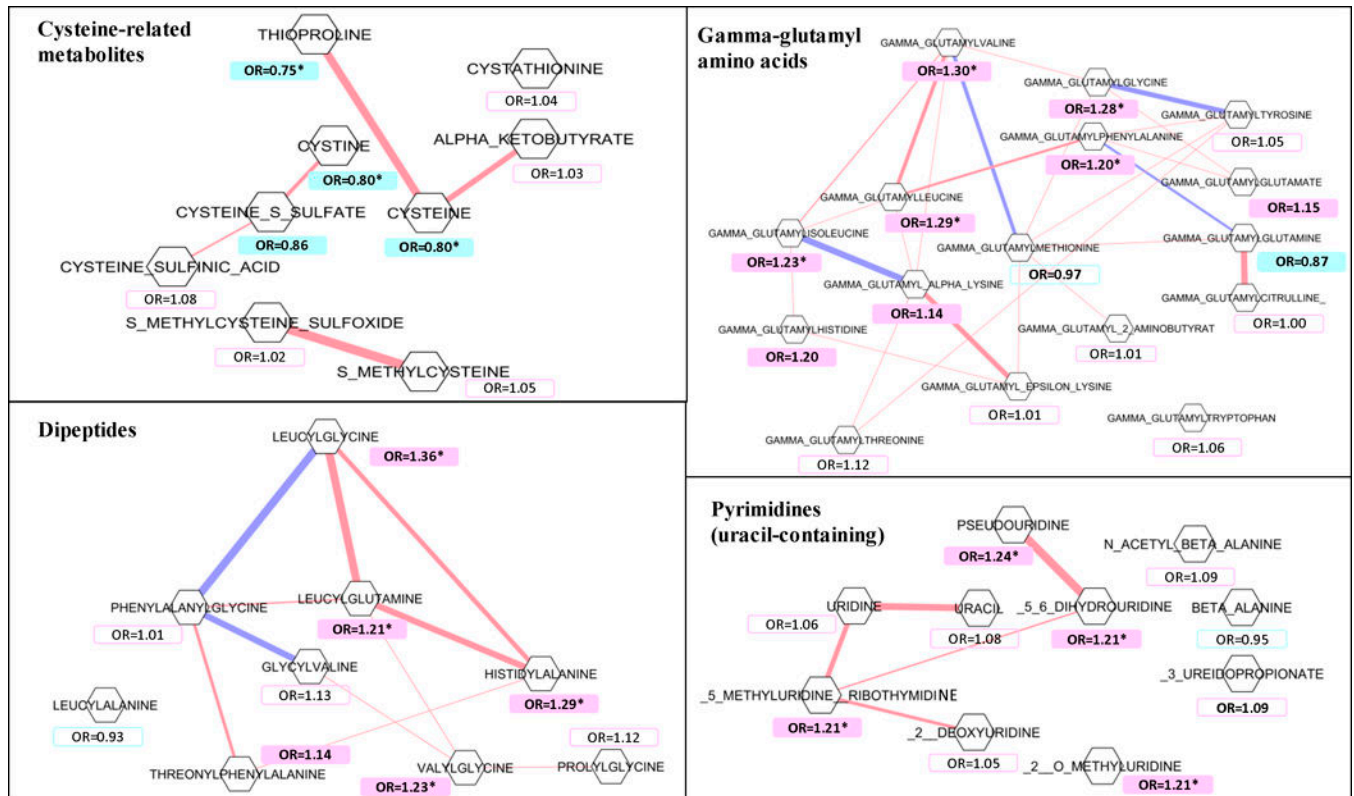 Cysteine-related
metabolites
THIOPROLINE
OR=0.75*
CYSTATHIONINE
OR=1.04
CYSTINE
OR=0.80*
ALPHA_KETOBUTYRATE
OR=1.03
CYSTEINE_S_SULFATE
OR=0.86
CYSTEINE
OR=0.80*
CYSTEINE_SULFINIC_ACID
OR=1.08
S_METHYLCYSTEINE_SULFOXIDE
OR=1.02
S_METHYLCYSTEINE
OR=1.05
Gamma-glutamyl
amino acids
GAMMA_GLUTAMYLVALINE
OR=1.30*
GAMMA_GLUTAMYLGLYCINE
OR=1.28*
GAMMA_GLUTAMYLTYROSINE
OR=1.05
GAMMA_GLUTAMYLPHENYLALANINE
OR=1.20*
GAMMA_GLUTAMYLGLUTAMATE
OR=1.15
GAMMA_GLUTAMYLLEUCINE
OR=1.29*
GAMMA_GLUTAMYLISOLEUCINE
OR=1.23*
GAMMA_GLUTAMYLMETHIONINE
OR=0.97
GAMMA_GLUTAMYLGLUTAMINE
OR=0.87
GAMMA_GLUTAMYL_ALPHA_LYSINE
OR=1.14
GAMMA_GLUTAMYLCITRULLINE_
OR=1.00
GAMMA_GLUTAMYLHISTIDINE
OR=1.20
GAMMA_GLUTAMYL_2_AMINOBUTYRAT
OR=1.01
GAMMA_GLUTAMYL_EPSILON_LYSINE
OR=1.01
GAMMA_GLUTAMYLTRYPTOPHAN
OR=1.06
GAMMA_GLUTAMYLTHREONINE
OR=1.12
Dipeptides
LEUCYLGLYCINE
OR=1.36*
PHENYLALANYLGLYCINE
OR=1.01
LEUCYLGLUTAMINE
OR=1.21*
GLYCYLVALINE
OR=1.13
HISTIDYLALANINE
OR=1.29*
LEUCYLALANINE
OR=0.93
OR=1.14
THREONYLPHENYLALANINE
VALYLGLYCINE
OR=1.23*
OR=1.12
PROLYLGLYCINE
Pyrimidines
(uracil-containing)
PSEUDOURIDINE
OR=1.24*
N_ACETYL_BETA_ALANINE
OR=1.09
URIDINE
OR=1.06
URACIL
OR=1.08
_5_6_DIHYDROURIDINE
OR=1.21*
BETA_ALANINE
OR=0.95
_3_UREIDOPROPIONATE
OR=1.09
_5_METHYLURIDINE__RIBOTHYMIDINE
OR=1.21*
_2__DEOXYURIDINE
OR=1.05
_2__O_METHYLURIDINE
OR=1.21*